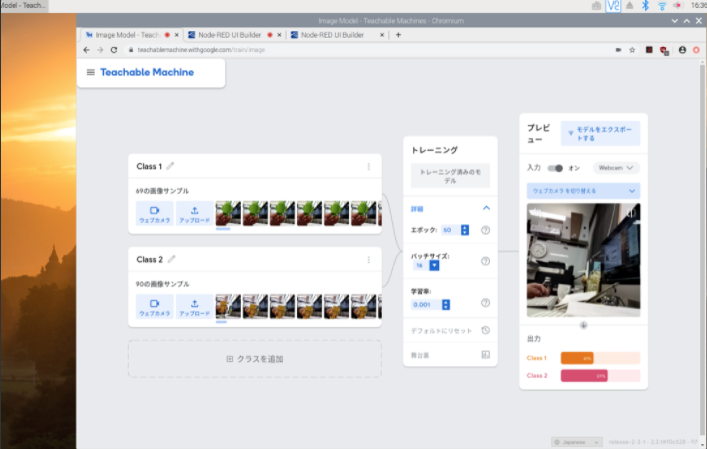 Model - Teach...
16:36
Image Model - Teachable Machines - Chromium
Image Model - Teach
Node-RED UI Builder
Node-RED UI Builder
teachablemachine.withgoogle.com/train/image
Teachable Machine
Class 1
69の画像サンプル
ウェブカメラ
アップロード
Class 2
90の画像サンプル
ウェブカメラ
アップロード
クラスを追加
トレーニング
トレーニング済みのモ
デル
詳細
エポック: 50
バッチサイズ:
16
学習率:
0.001
デフォルトにリセット
プレビ
ュー
モデルをエクスポー
トする
入力
オン
Webcam
ウェブカメラを切り替える
出力
Class 1
Class 2
Japanese